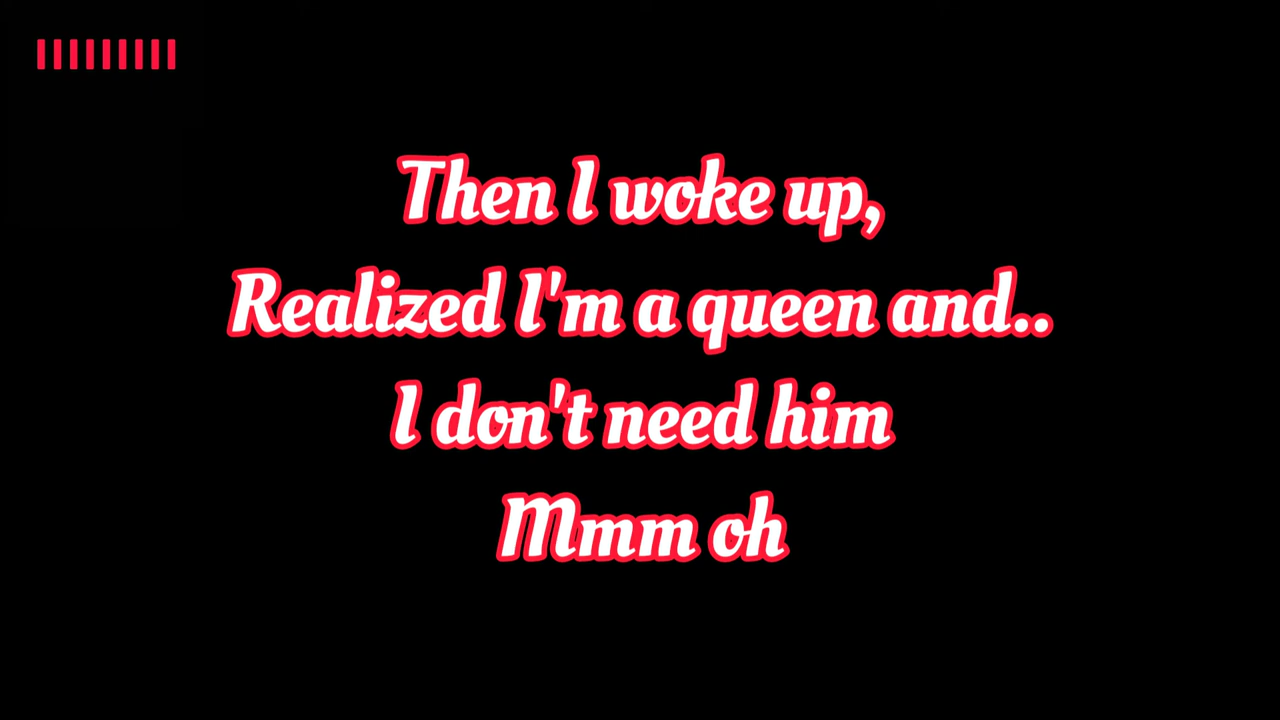 Then I woke up,
Realized I'm a queen and..
I don't need him
Mmm oh